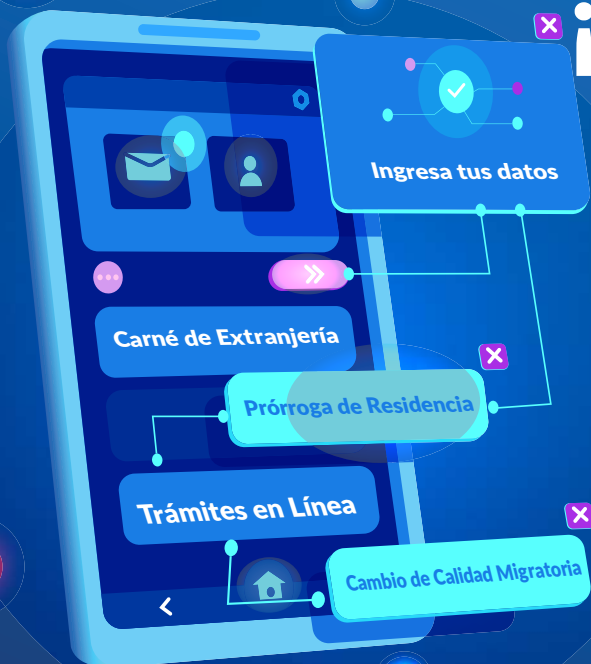 Ingresa tus datos
Carné de Extranjería
Prórroga de Residencia
Trámites en Línea
Cambio de Calidad Migratoria